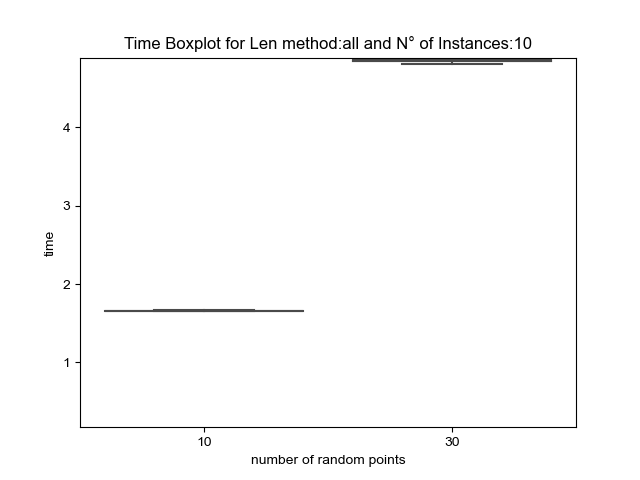 Time Boxplot for Len method:all and N° of Instances:10
4
3
2
1
time
10 30
number of random points